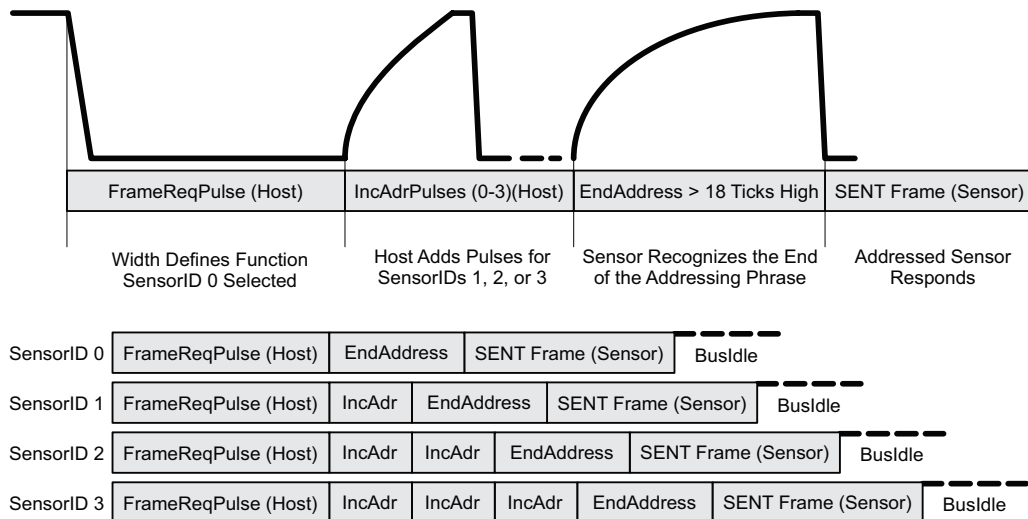 FrameReqPulse (Host) IncAdrPulses (0-3)(Host) EndAddress > 18 Ticks High SENT Frame (Sensor)
Width Defines Function
SensorID 0 Selected
Host Adds Pulses for
SensorIDs 1, 2, or 3
Sensor Recognizes the End
of the Addressing Phrase
Addressed Sensor
Responds
SensorID 0 FrameReqPulse (Host) EndAddress SENT Frame (Sensor) BusIdle
SensorID 1 FrameReqPulse (Host) IncAdr EndAddress SENT Frame (Sensor) BusIdle
SensorID 2 FrameReqPulse (Host) IncAdr IncAdr EndAddress SENT Frame (Sensor) BusIdle
SensorID 3 FrameReqPulse (Host) IncAdr IncAdr IncAdr EndAddress SENT Frame (Sensor) BusIdle